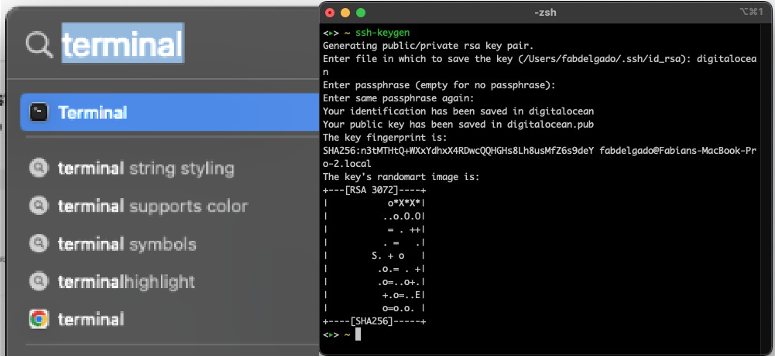 terminal
Terminal
terminal string styling
terminal supports color
terminal symbols
terminalhighlight
terminal
-zsh
⌥⌘1
<▸> ~ ssh-keygen
Generating public/private rsa key pair.
Enter file in which to save the key (/Users/fabdelgado/.ssh/id_rsa): digitalocea
n
Enter passphrase (empty for no passphrase):
Enter same passphrase again:
Your identification has been saved in digitalocean
Your public key has been saved in digitalocean.pub
The key fingerprint is:
SHA256:n3tMTHtQ+WXxYdhxX4RDwcQQHGHs8Lh8usMfZ6s9deY fabdelgado@Fabians-MacBook-Pr
o-2.local
The key's randomart image is:
+---[RSA 3072]----+
|           o*X*X*|
|          ..o.O.O|
|           = . ++|
|          . =   .|
|        S. + o   |
|         .o.= . +|
|         .o=..o+.|
|          +.o=..E|
|          o=o.o. |
+----[SHA256]-----+
<▸> ~